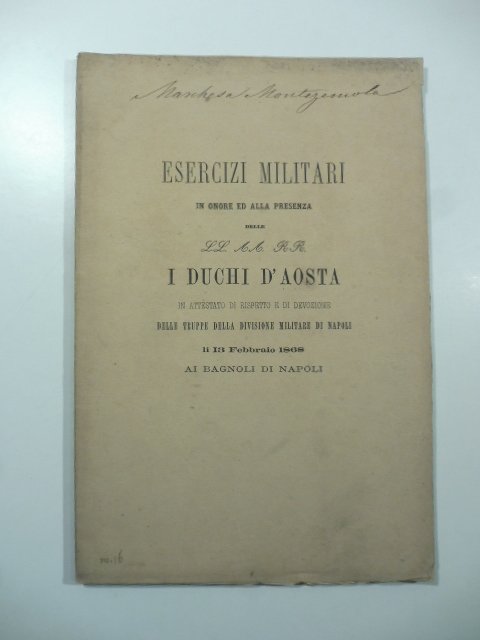 Marchesa Montezemolo
ESERCIZI MILITARI
IN ONORE ED ALLA PRESENZA
DELLE
LL. AA. RR.
I DUCHI D'AOSTA
IN ATTESTATO DI RISPETTO E DI DEVOZIONE
DELLE TRUPPE DELLA DIVISIONE MILITARE DI NAPOLI
li 13 Febbraio 1868
AI BAGNOLI DI NAPOLI